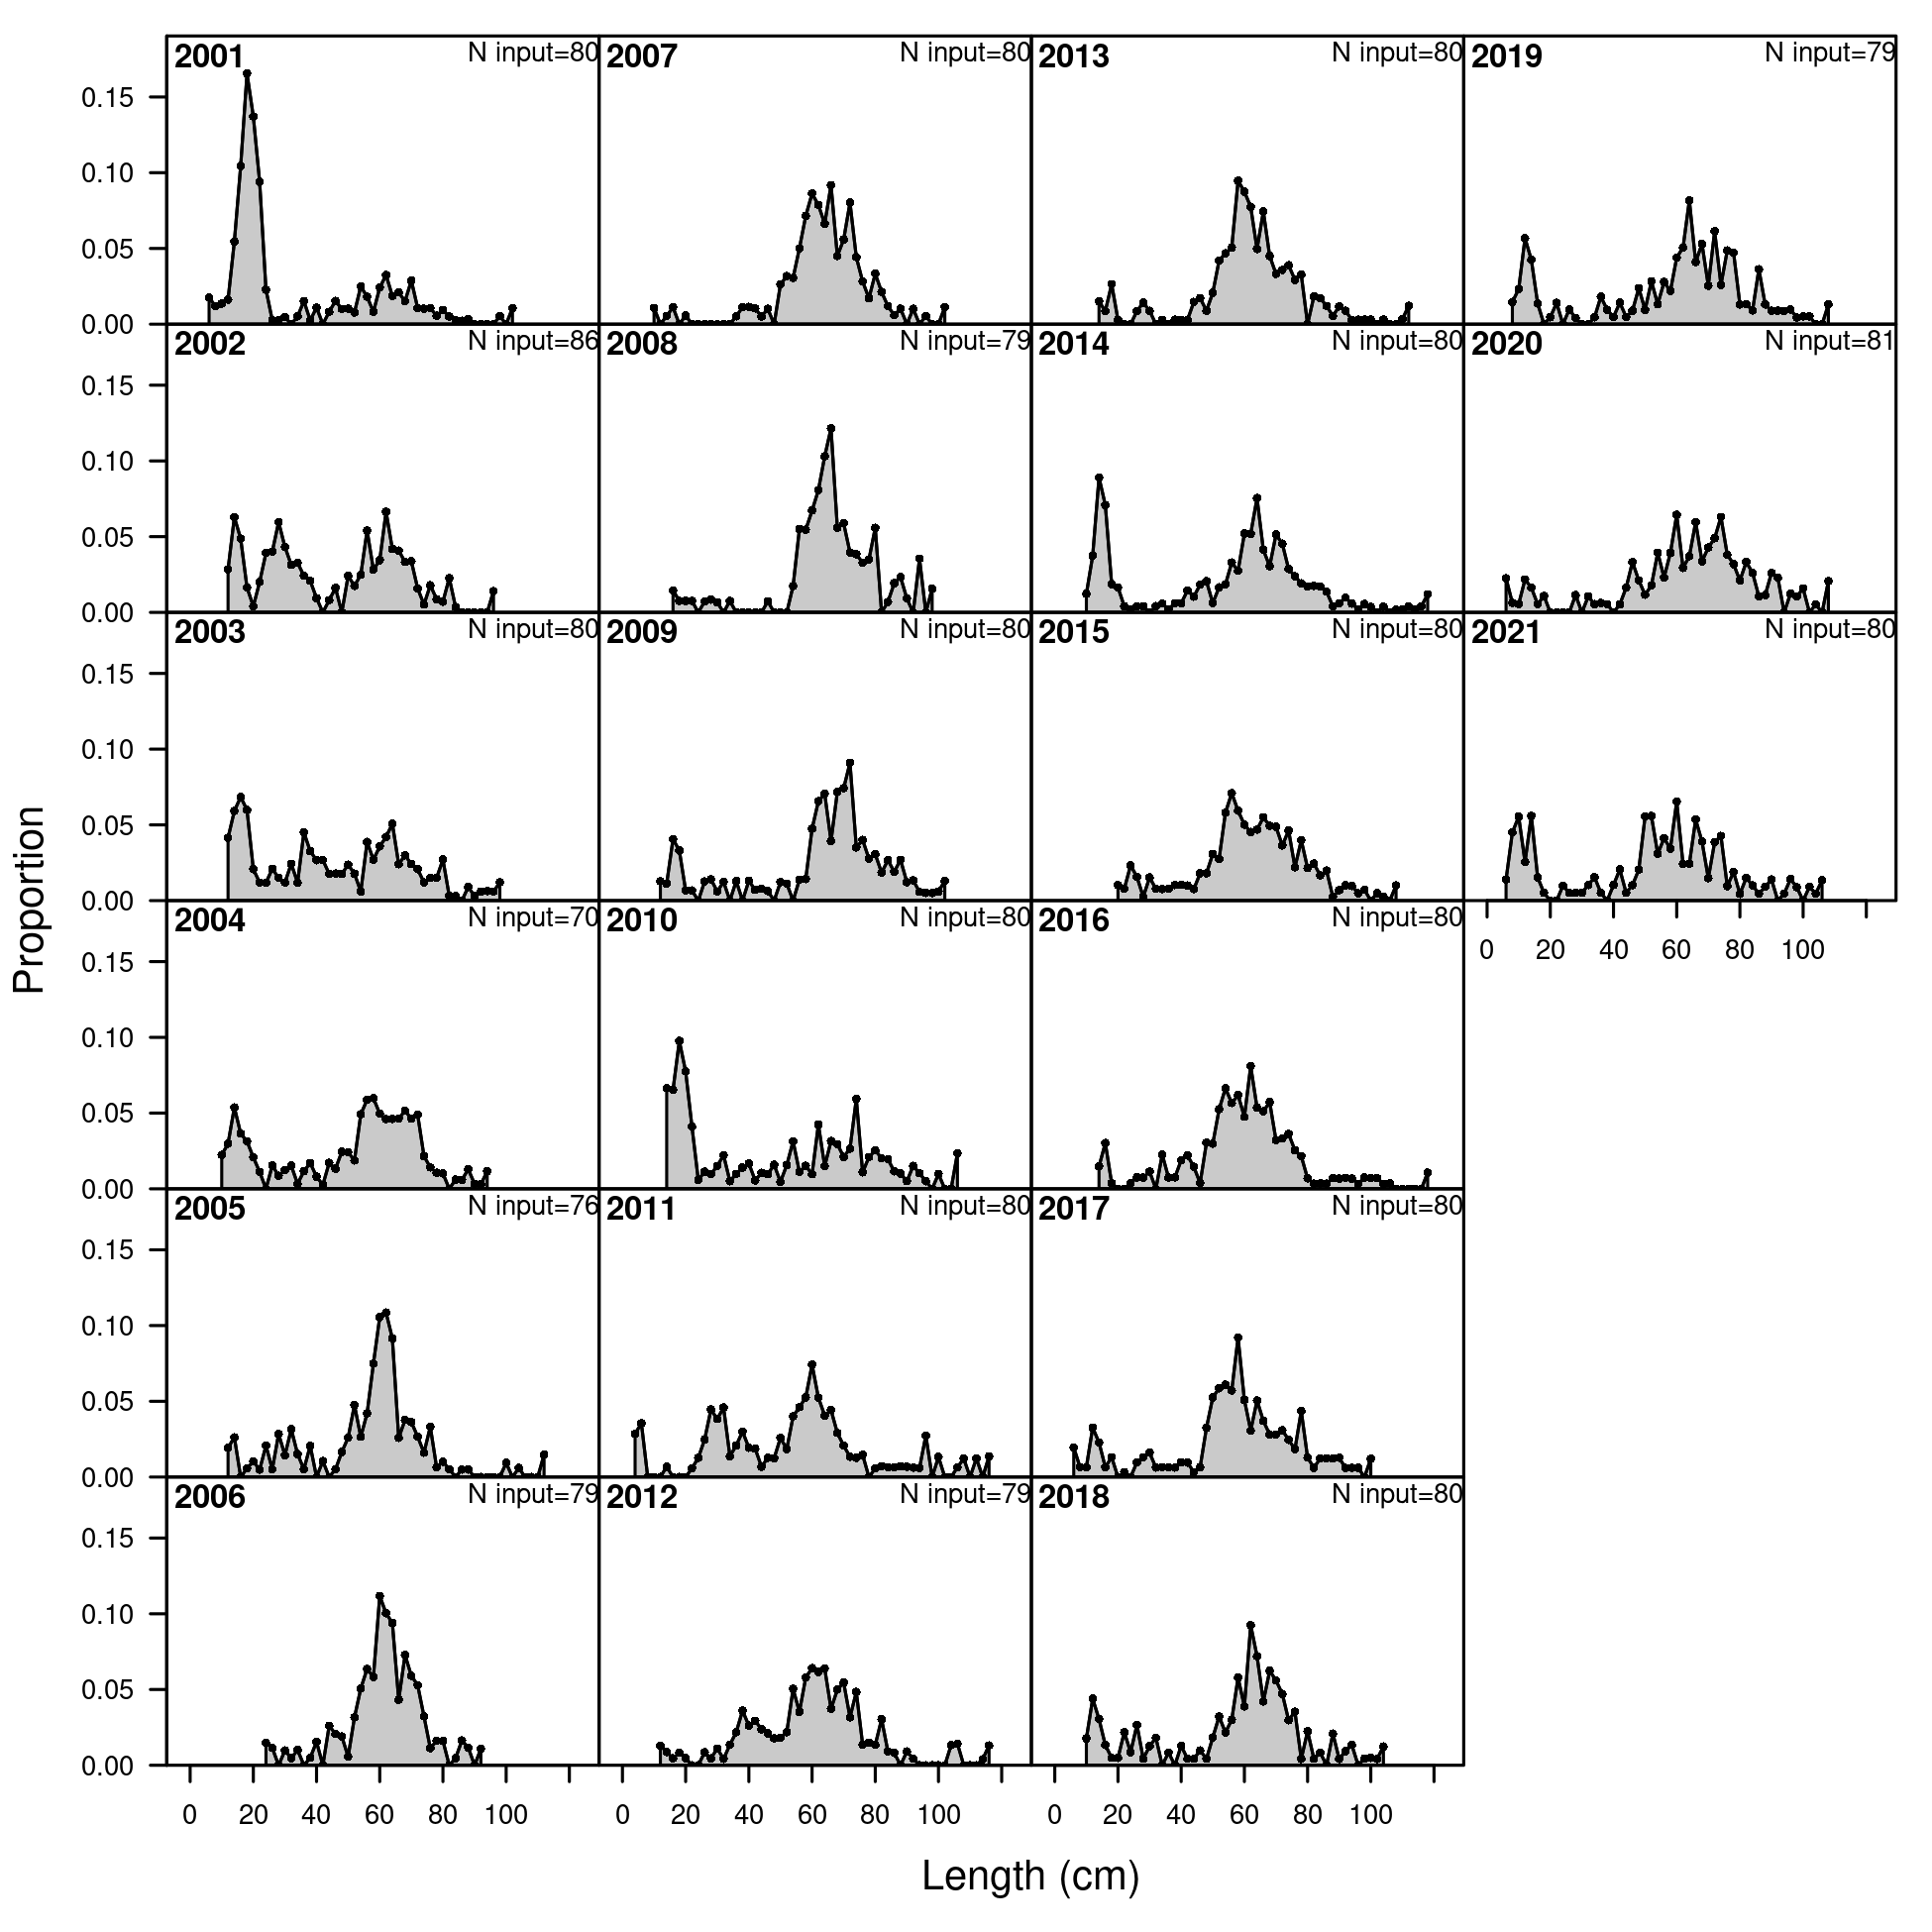 2001 N input=80 2007 N input=80 2013 N input=80 2019 N input=79
0.15
0.10
0.05
0.00
2002 N input=86 2008 N input=79 2014 N input=80 2020 N input=81
0.15
0.10
0.05
0.00
2003 N input=80 2009 N input=80 2015 N input=80 2021 N input=80
0.15
0.10
0.05
0.00
2004 N input=70 2010 N input=80 2016 N input=80
0 20 40 60 80 100
0.15
0.10
0.05
0.00
2005 N input=76 2011 N input=80 2017 N input=80
0.15
0.10
0.05
0.00
2006 N input=79 2012 N input=79 2018 N input=80
0.15
0.10
0.05
0.00
0 20 40 60 80 100 0 20 40 60 80 100 0 20 40 60 80 100
Proportion
Length (cm)